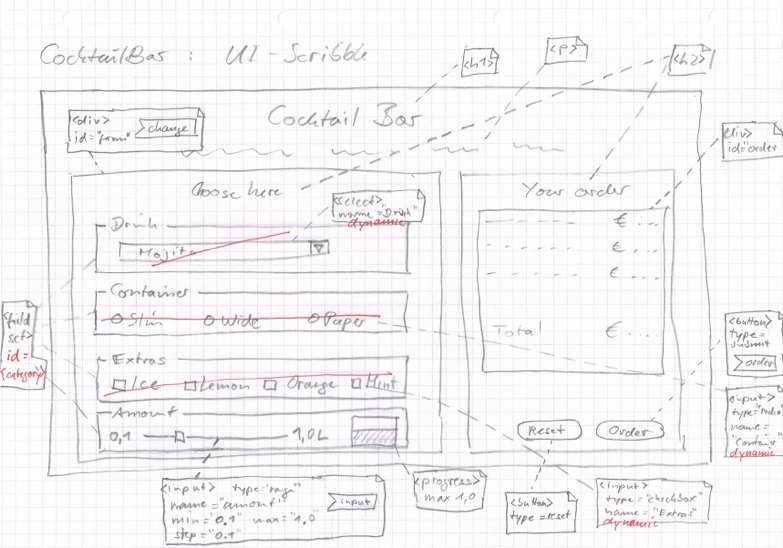 CocktailBar : UI-Scribble
<h1>
<p>
<h2>
Cocktail Bar
<div>
id="form"
change
<div>
id="order
Choose here
Your order
<select>
name="Drink"
dynamic
Drink
Mojito
€ ...
€ ...
€ ...
Container
Slim Wide Paper
Total € ...
<field
set>
id=
{category}
Extras
Ice Lemon Orange Mint
<button>
type=
submit
order
Amount
0,1 1,0L
Reset Order
<input>
type="radio"
name=
"Container
dynamic
<input> type="range"
name="amount"
min="0.1" max="1,0"
step="0.1"
input
<progress>
max 1,0
<button>
type=reset
<input>
type="checkbox"
name="Extras"
dynamic